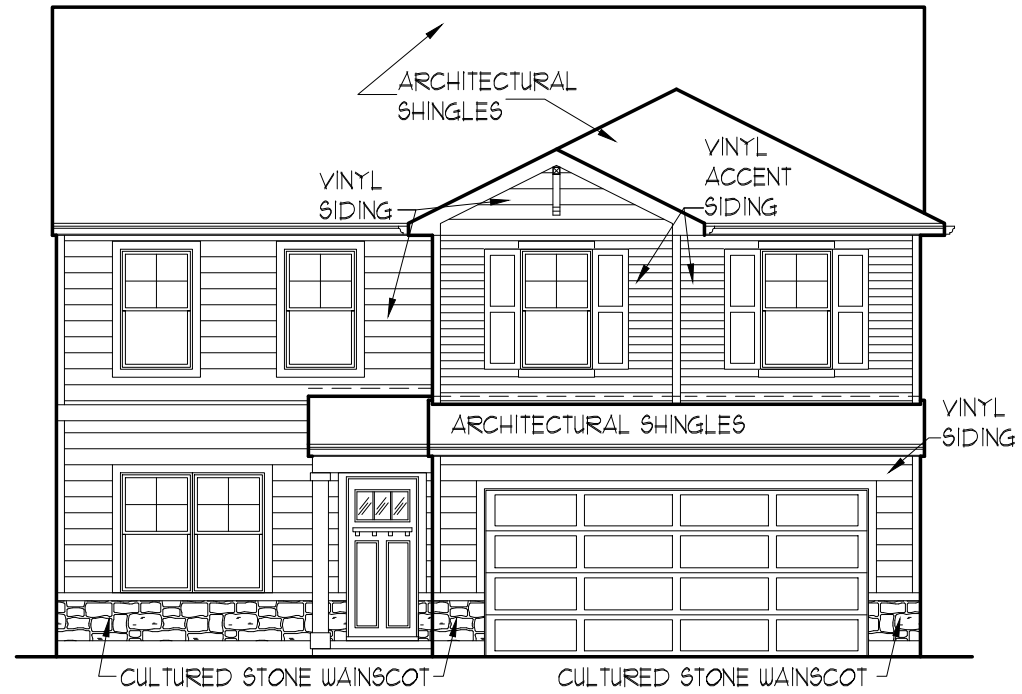 ARCHITECTURAL
SHINGLES
VINYL
ACCENT
SIDING
VINYL
SIDING
ARCHITECTURAL SHINGLES
VINYL
SIDING
CULTURED STONE WAINSCOT
CULTURED STONE WAINSCOT